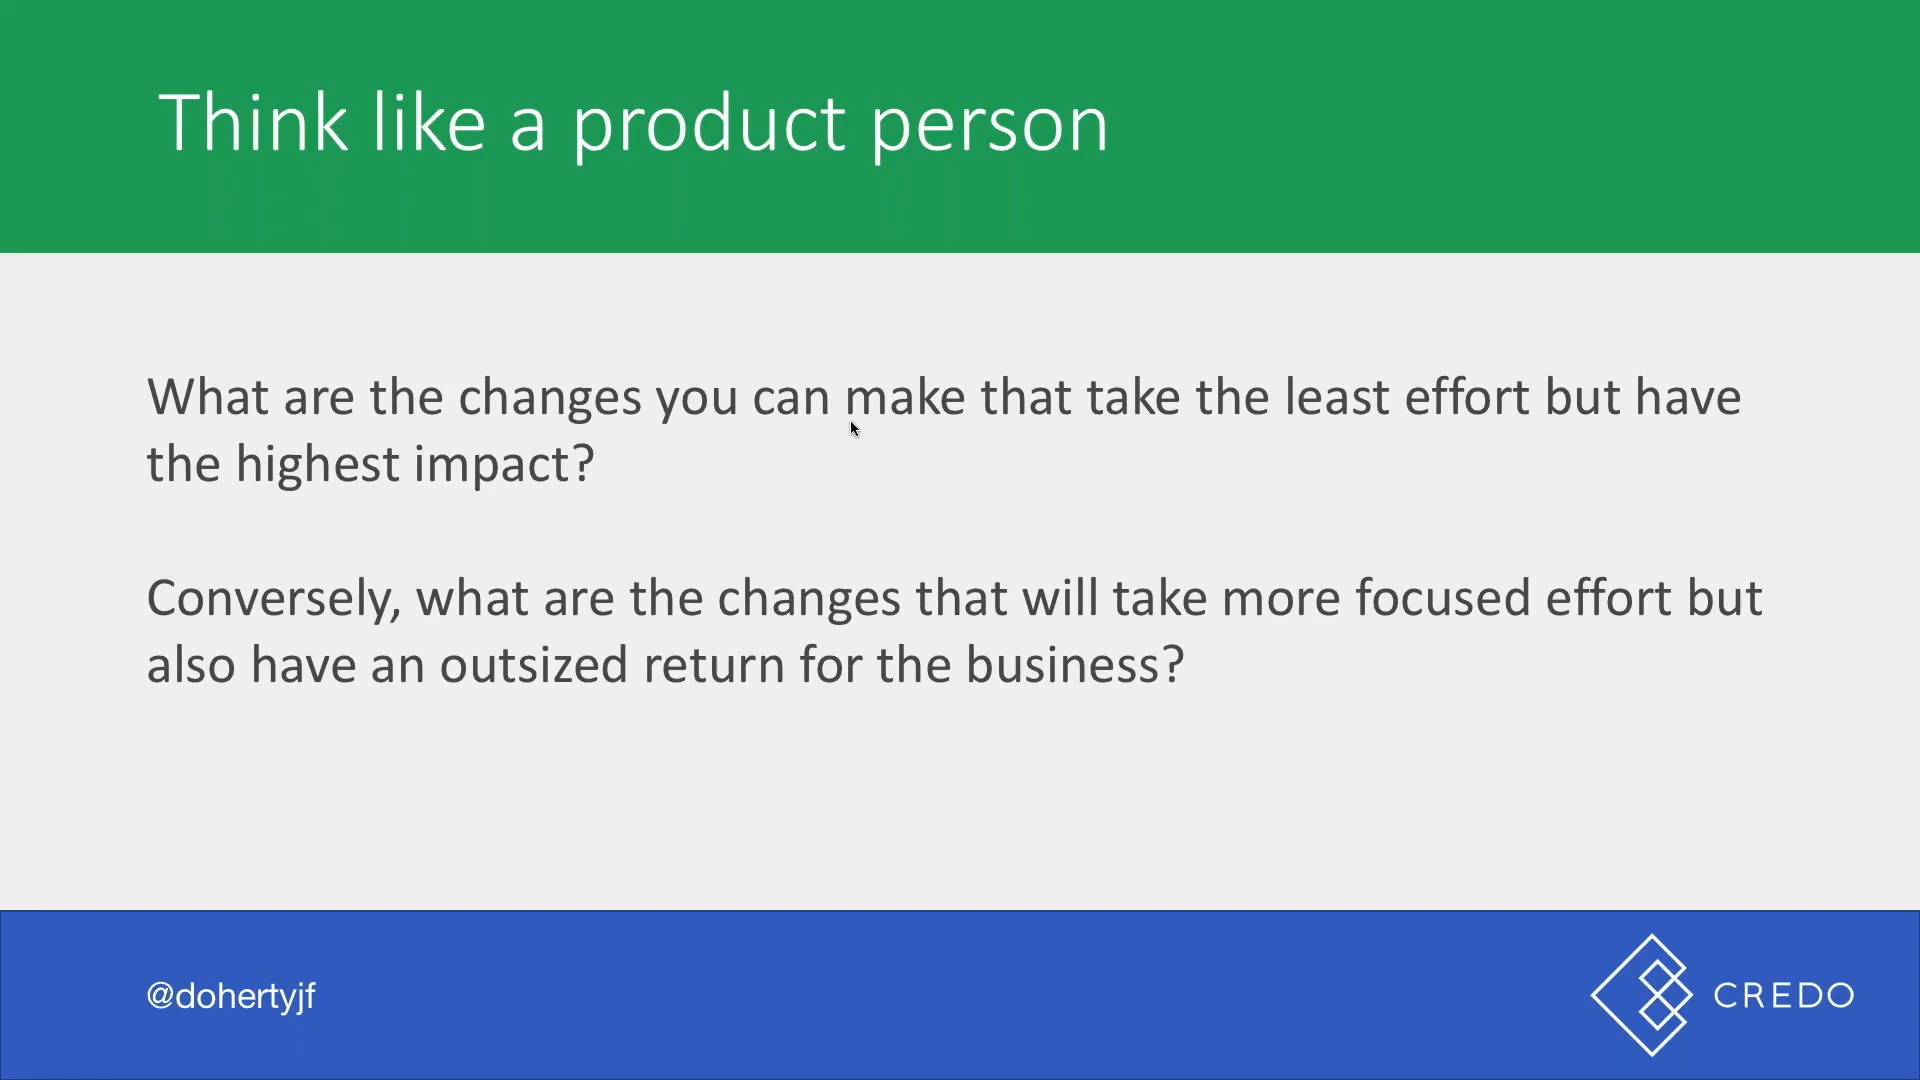 Think like a product person
What are the changes you can make that take the least effort but have
the highest impact?
Conversely, what are the changes that will take more focused effort but
also have an outsized return for the business?
@dohertyjf
CREDO